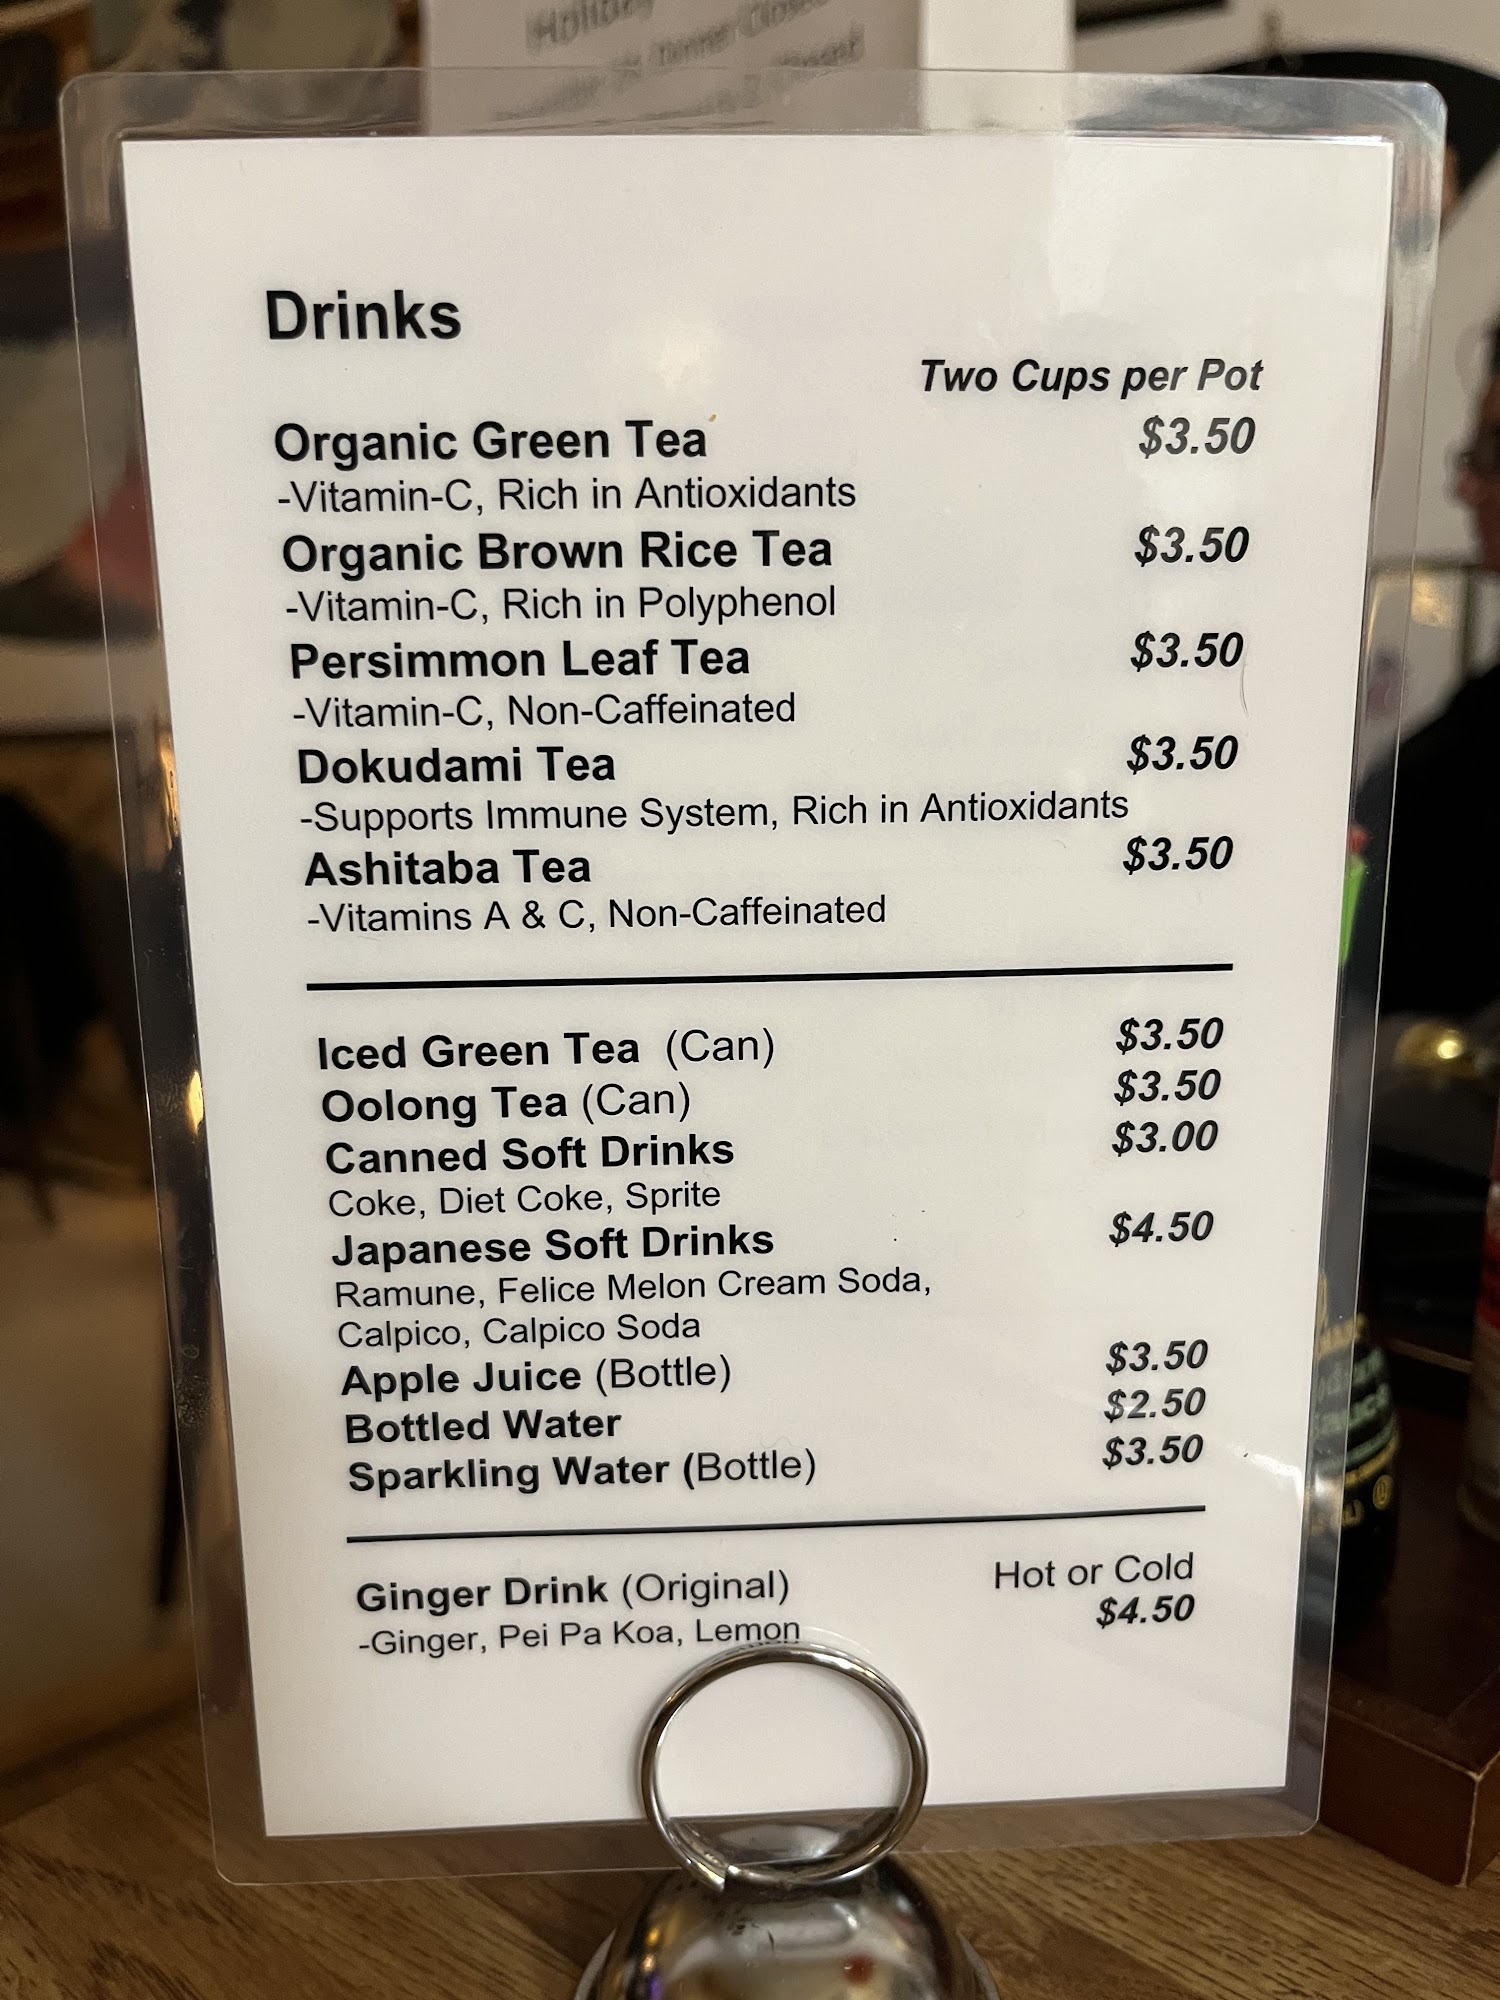 Holiday
Dinner Closed
Closed
Drinks
Two Cups per Pot
Organic Green Tea $3.50
-Vitamin-C, Rich in Antioxidants
Organic Brown Rice Tea $3.50
-Vitamin-C, Rich in Polyphenol
Persimmon Leaf Tea $3.50
-Vitamin-C, Non-Caffeinated
Dokudami Tea $3.50
-Supports Immune System, Rich in Antioxidants
Ashitaba Tea $3.50
-Vitamins A & C, Non-Caffeinated
Iced Green Tea (Can) $3.50
Oolong Tea (Can) $3.50
Canned Soft Drinks $3.00
Coke, Diet Coke, Sprite
Japanese Soft Drinks $4.50
Ramune, Felice Melon Cream Soda,
Calpico, Calpico Soda
Apple Juice (Bottle) $3.50
Bottled Water $2.50
Sparkling Water (Bottle) $3.50
Ginger Drink (Original) Hot or Cold
$4.50
-Ginger, Pei Pa Koa, Lemon